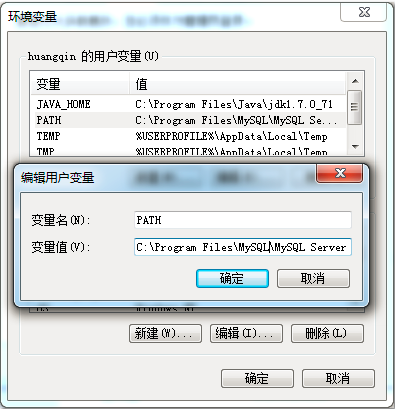 环境变量
huangqin 的用户变量(U)
变量 值
JAVA_HOME C:\Program Files\Java\jdk1.7.0_71
PATH C:\Program Files\MySQL\MySQL Se...
TEMP %USERPROFILE%\AppData\Local\Temp
TMP %USERPROFILE%\AppData\Local\Temp
编辑用户变量
变量名(N): PATH
变量值(V): C:\Program Files\MySQL\MySQL Server
确定 取消
新建(W)... 编辑(I)... 删除(L)
确定 取消